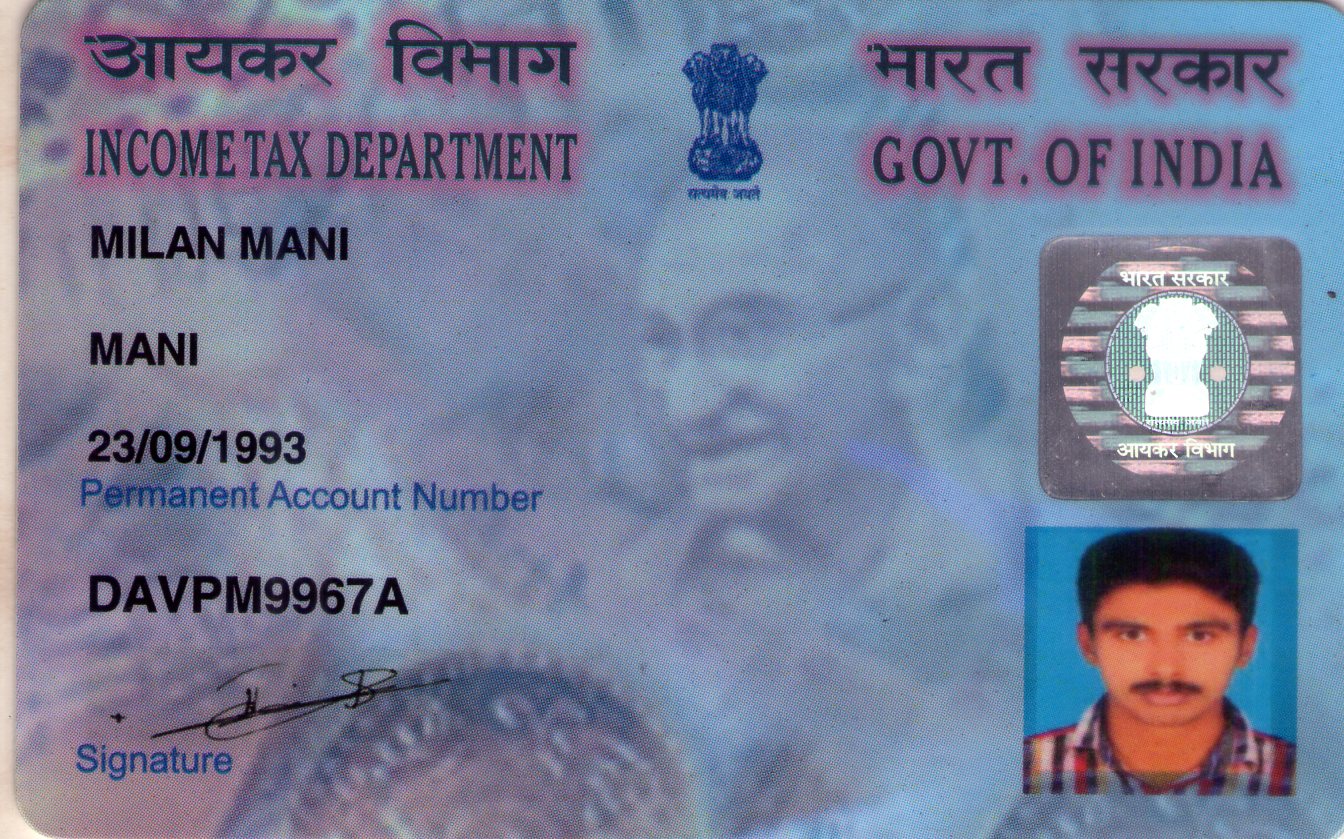 आयकर विभाग
भारत सरकार
INCOME TAX DEPARTMENT
GOVT. OF INDIA
सत्यमेव जयते
MILAN MANI
MANI
23/09/1993
Permanent Account Number
DAVPM9967A
Signature
भारत सरकार
आयकर विभाग